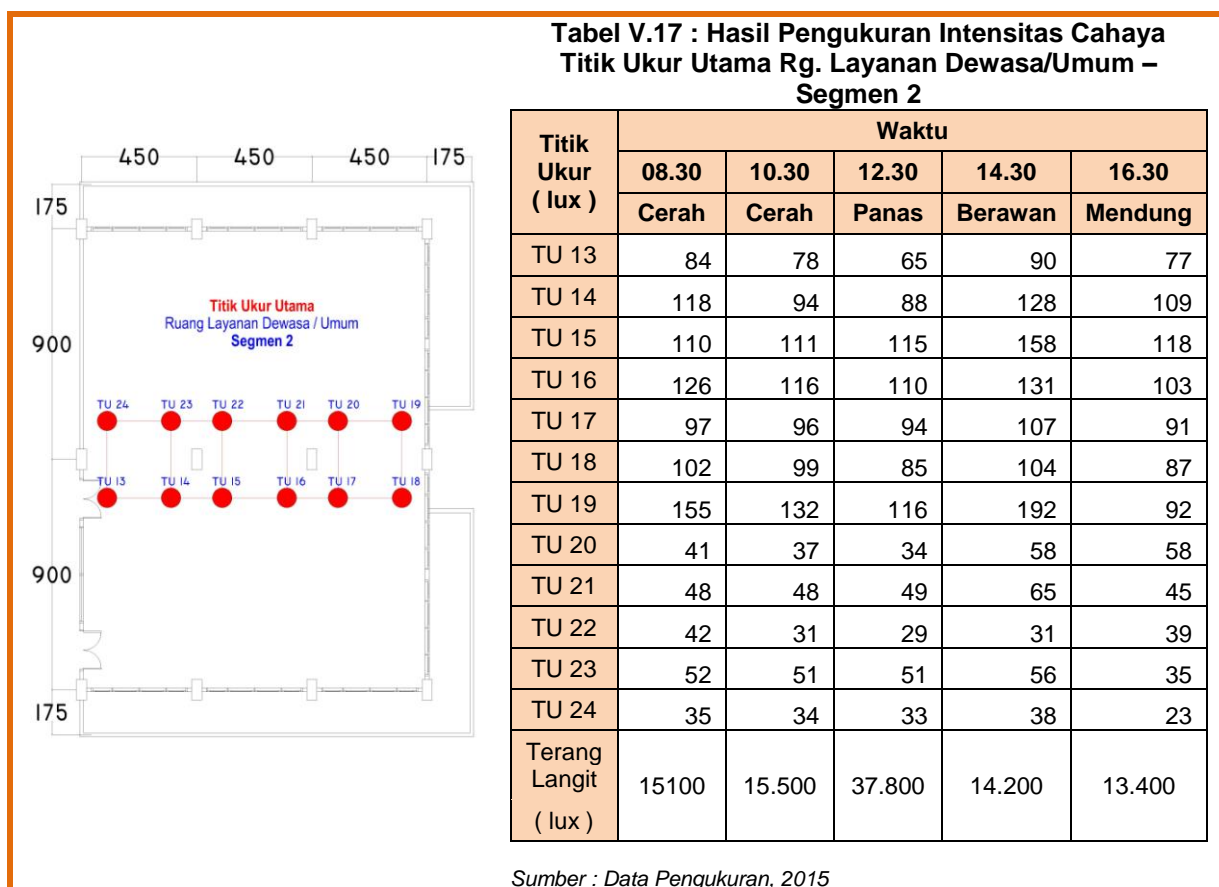 Tabel V.17 : Hasil Pengukuran Intensitas Cahaya
Titik Ukur Utama Rg. Layanan Dewasa/Umum –
Segmen 2
450 450 450 175
175
900
900
175
Titik Ukur Utama
Ruang Layanan Dewasa / Umum
Segmen 2
TU 24 TU 23 TU 22 TU 21 TU 20 TU 19
TU 13 TU 14 TU 15 TU 16 TU 17 TU 18
Titik
Ukur
( lux )
Waktu
08.30 10.30 12.30 14.30 16.30
Cerah Cerah Panas Berawan Mendung
TU 13 84 78 65 90 77
TU 14 118 94 88 128 109
TU 15 110 111 115 158 118
TU 16 126 116 110 131 103
TU 17 97 96 94 107 91
TU 18 102 99 85 104 87
TU 19 155 132 116 192 92
TU 20 41 37 34 58 58
TU 21 48 48 49 65 45
TU 22 42 31 29 31 39
TU 23 52 51 51 56 35
TU 24 35 34 33 38 23
Terang
Langit
( lux )
15100 15.500 37.800 14.200 13.400
Sumber : Data Pengukuran, 2015